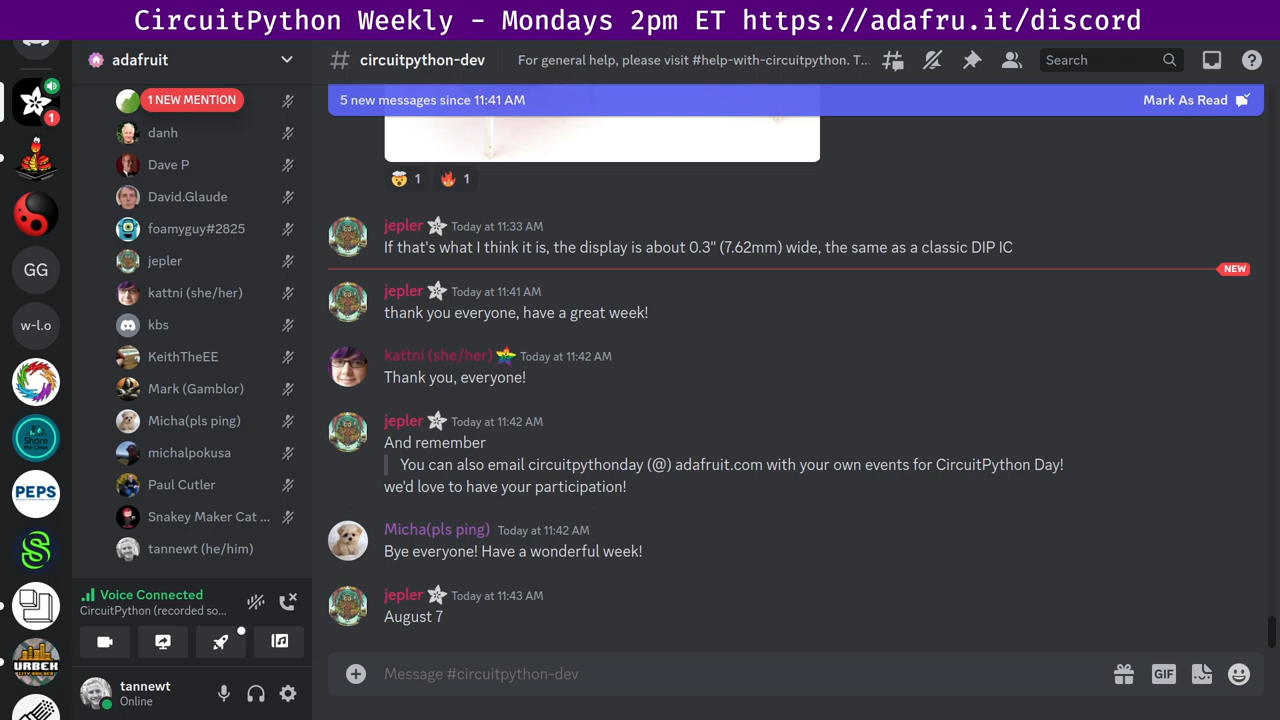 CircuitPython Weekly - Mondays 2pm ET https://adafru.it/discord
adafruit
circuitpython-dev
For general help, please visit #help-with-circuitpython. T...
Search
1 NEW MENTION
5 new messages since 11:41 AM
Mark As Read
1
danh
Dave P
David.Glaude
foamyguy#2825
jepler
kattni (she/her)
kbs
KeithTheEE
Mark (Gamblor)
Micha(pls ping)
michalpokusa
Paul Cutler
Snakey Maker Cat ...
tannewt (he/him)
GG
w-l.o
Share
the Cities
PEPS
URBEX
CITY BUILDER
Voice Connected
CircuitPython (recorded so...
tannewt
Online
1
1
jepler Today at 11:33 AM
If that's what I think it is, the display is about 0.3" (7.62mm) wide, the same as a classic DIP IC
NEW
jepler Today at 11:41 AM
thank you everyone, have a great week!
kattni (she/her) Today at 11:42 AM
Thank you, everyone!
jepler Today at 11:42 AM
And remember
You can also email circuitpythonday (@) adafruit.com with your own events for CircuitPython Day!
we'd love to have your participation!
Micha(pls ping) Today at 11:42 AM
Bye everyone! Have a wonderful week!
jepler Today at 11:43 AM
August 7
Message #circuitpython-dev
GIF